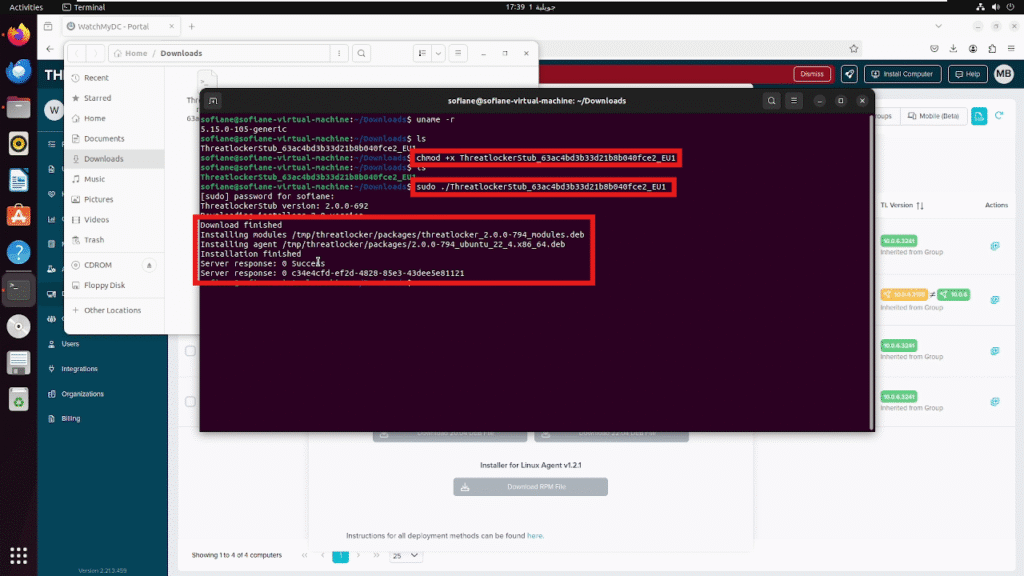 Activities
Terminal
17:39 1 جويلية
WatchMyDC - Portal
Home / Downloads
Recent
Starred
Home
Documents
Downloads
Music
Pictures
Videos
Trash
CDROM
Floppy Disk
Other Locations
TH
Dismiss
Install Computer
Help
MB
W
Thr
63a
oups
Mobile (Beta)
TL Version
Actions
10.0.6.3241
Inherited from Group
≠ 10.0.6
Inherited from Group
10.0.6.3241
Inherited from Group
10.0.6.3241
Inherited from Group
sofiane@sofiane-virtual-machine: ~/Downloads
sofiane@sofiane-virtual-machine:~/Downloads$ uname -r
5.15.0-105-generic
sofiane@sofiane-virtual-machine:~/Downloads$ ls
ThreatlockerStub_63ac4bd3b33d21b8b040fce2_EU1
sofiane@sofiane-virtual-machine:~/Downloads$ chmod +x ThreatlockerStub_63ac4bd3b33d21b8b040fce2_EU1
sofiane@sofiane-virtual-machine:~/Downloads$ ls
ThreatlockerStub_63ac4bd3b33d21b8b040fce2_EU1
sofiane@sofiane-virtual-machine:~/Downloads$ sudo ./ThreatlockerStub_63ac4bd3b33d21b8b040fce2_EU1
[sudo] password for sofiane:
ThreatlockerStub version: 2.0.0-692
Download finished
Installing modules /tmp/threatlocker/packages/threatlocker_2.0.0-794_modules.deb
Installing agent /tmp/threatlocker/packages/2.0.0-794_ubuntu_22_4.x86_64.deb
Installation finished
Server response: 0 Success
Server response: 0 c34e4cfd-ef2d-4828-85e3-43dee5e81121
Users
Integrations
Organizations
Billing
Version 2.21.3.459
Installer for Linux Agent v1.2.1
Download RPM File
Instructions for all deployment methods can be found here.
Showing 1 to 4 of 4 computers
1
25